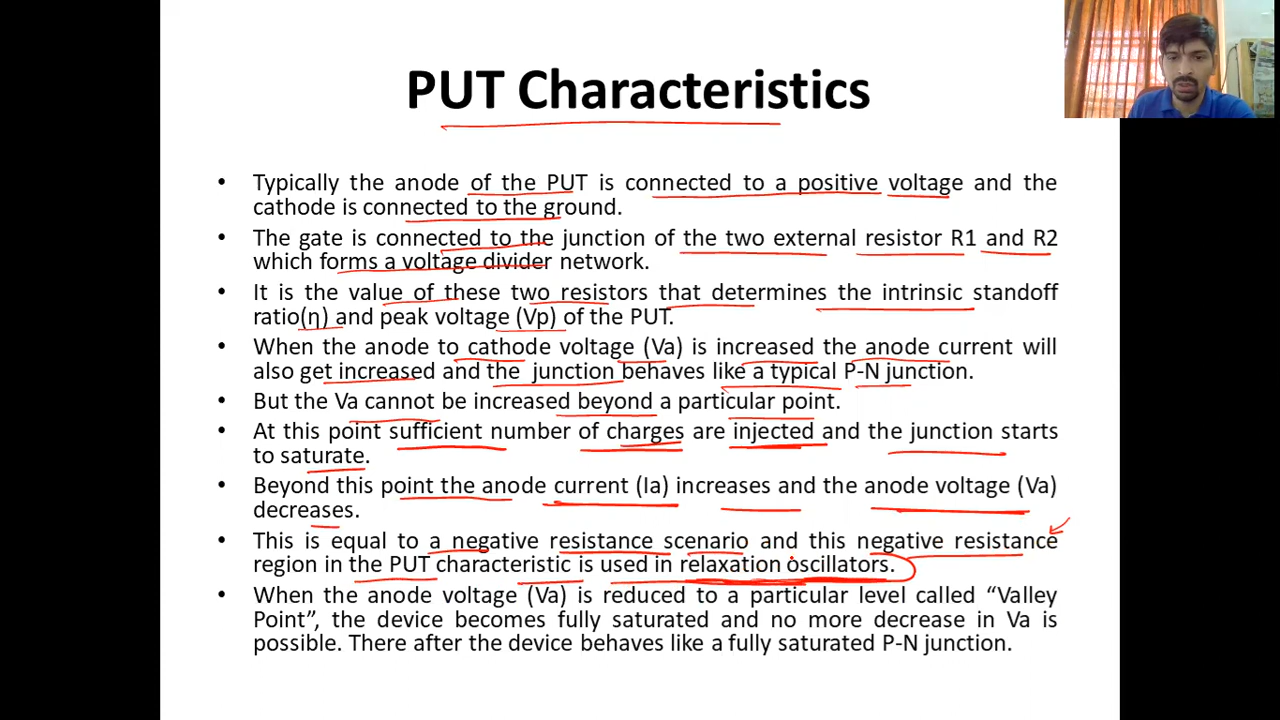 PUT Characteristics
• Typically the anode of the PUT is connected to a positive voltage and the
cathode is connected to the ground.
• The gate is connected to the junction of the two external resistor R1 and R2
which forms a voltage divider network.
• It is the value of these two resistors that determines the intrinsic standoff
ratio(η) and peak voltage (Vp) of the PUT.
• When the anode to cathode voltage (Va) is increased the anode current will
also get increased and the junction behaves like a typical P-N junction.
• But the Va cannot be increased beyond a particular point.
• At this point sufficient number of charges are injected and the junction starts
to saturate.
• Beyond this point the anode current (Ia) increases and the anode voltage (Va)
decreases.
• This is equal to a negative resistance scenario and this negative resistance
region in the PUT characteristic is used in relaxation oscillators.
• When the anode voltage (Va) is reduced to a particular level called “Valley
Point”, the device becomes fully saturated and no more decrease in Va is
possible. There after the device behaves like a fully saturated P-N junction.